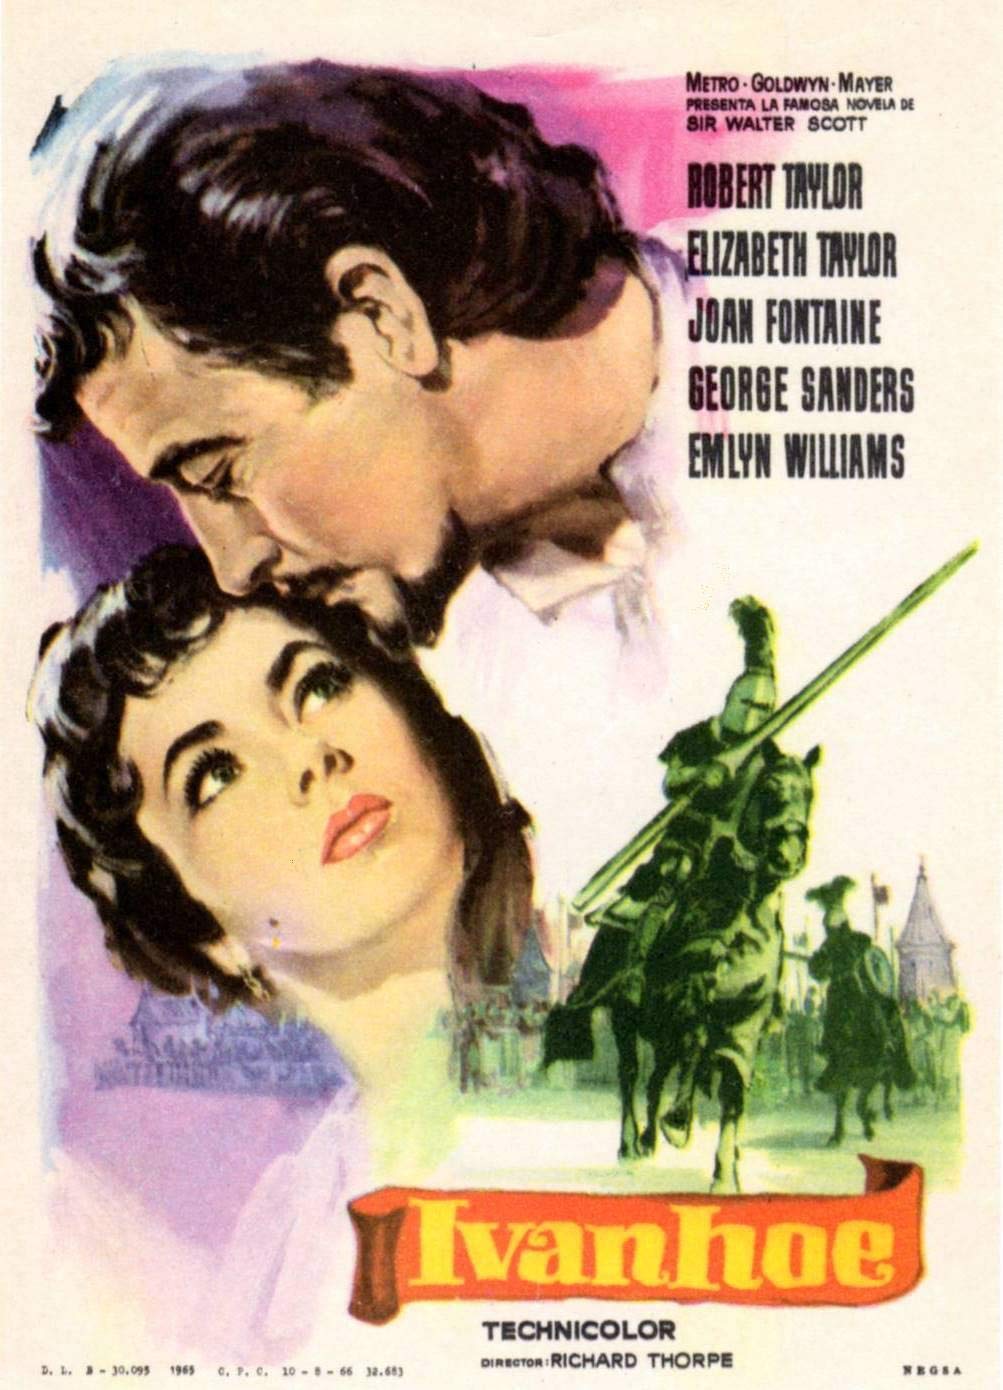 METRO-GOLDWYN-MAYER
PRESENTA LA FAMOSA NOVELA DE
SIR WALTER SCOTT
ROBERT TAYLOR
ELIZABETH TAYLOR
JOAN FONTAINE
GEORGE SANDERS
EMLYN WILLIAMS
Ivanhoe
TECHNICOLOR
DIRECTOR: RICHARD THORPE
D. L. B - 30.095 1965 C. P. C. 10 - 8 - 66 32.683 NEGSA